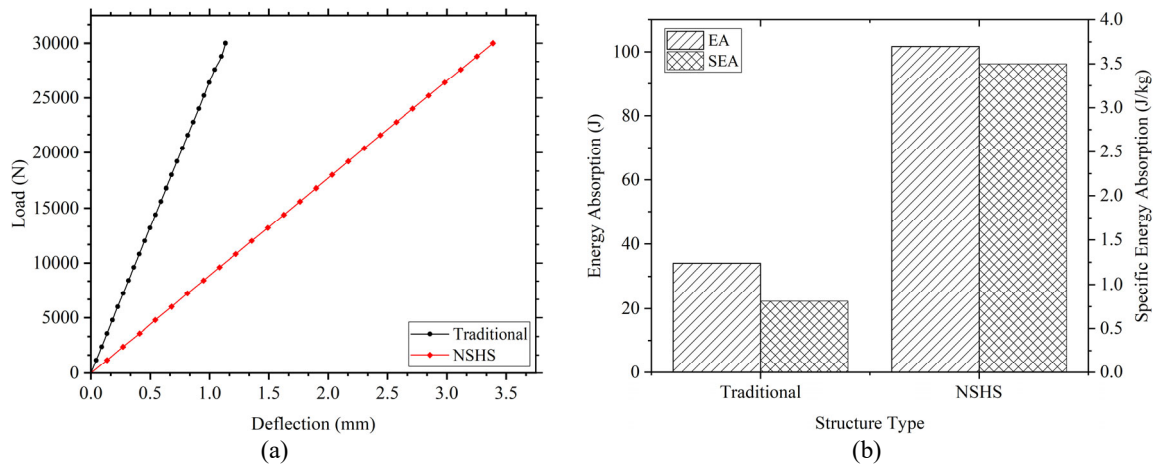 30000
25000
20000
15000
10000
5000
0
Load (N)
0.0 0.5 1.0 1.5 2.0 2.5 3.0 3.5
Deflection (mm)
Traditional
NSHS
(a)
100
80
60
40
20
0
Energy Absorption (J)
EA
SEA
4.0
3.5
3.0
2.5
2.0
1.5
1.0
0.5
0.0
Specific Energy Absorption (J/kg)
Traditional NSHS
Structure Type
(b)